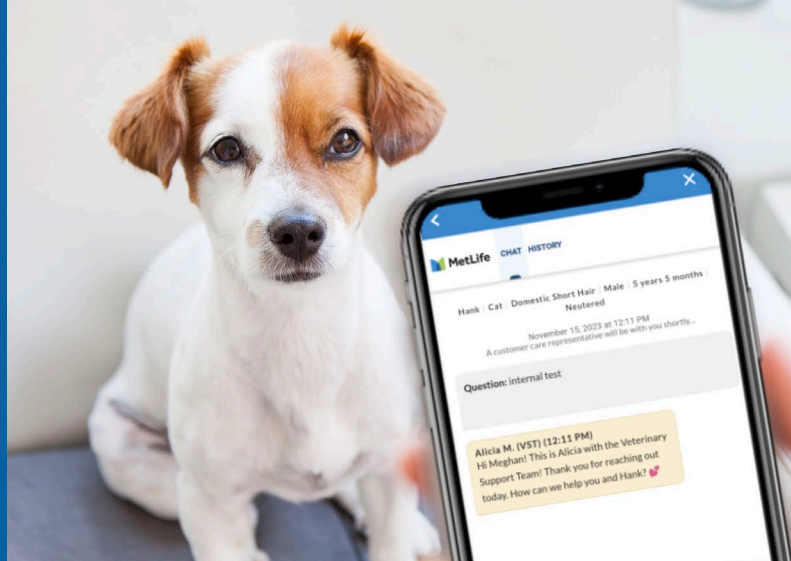 MetLife CHAT HISTORY
Hank | Cat | Domestic Short Hair | Male | 5 years 5 months |
Neutered
November 15, 2023 at 12:11 PM
A customer care representative will be with you shortly...
Question: internal test
Alicia M. (VST) (12:11 PM)
Hi Meghan! This is Alicia with the Veterinary
Support Team! Thank you for reaching out
today. How can we help you and Hank? 💕